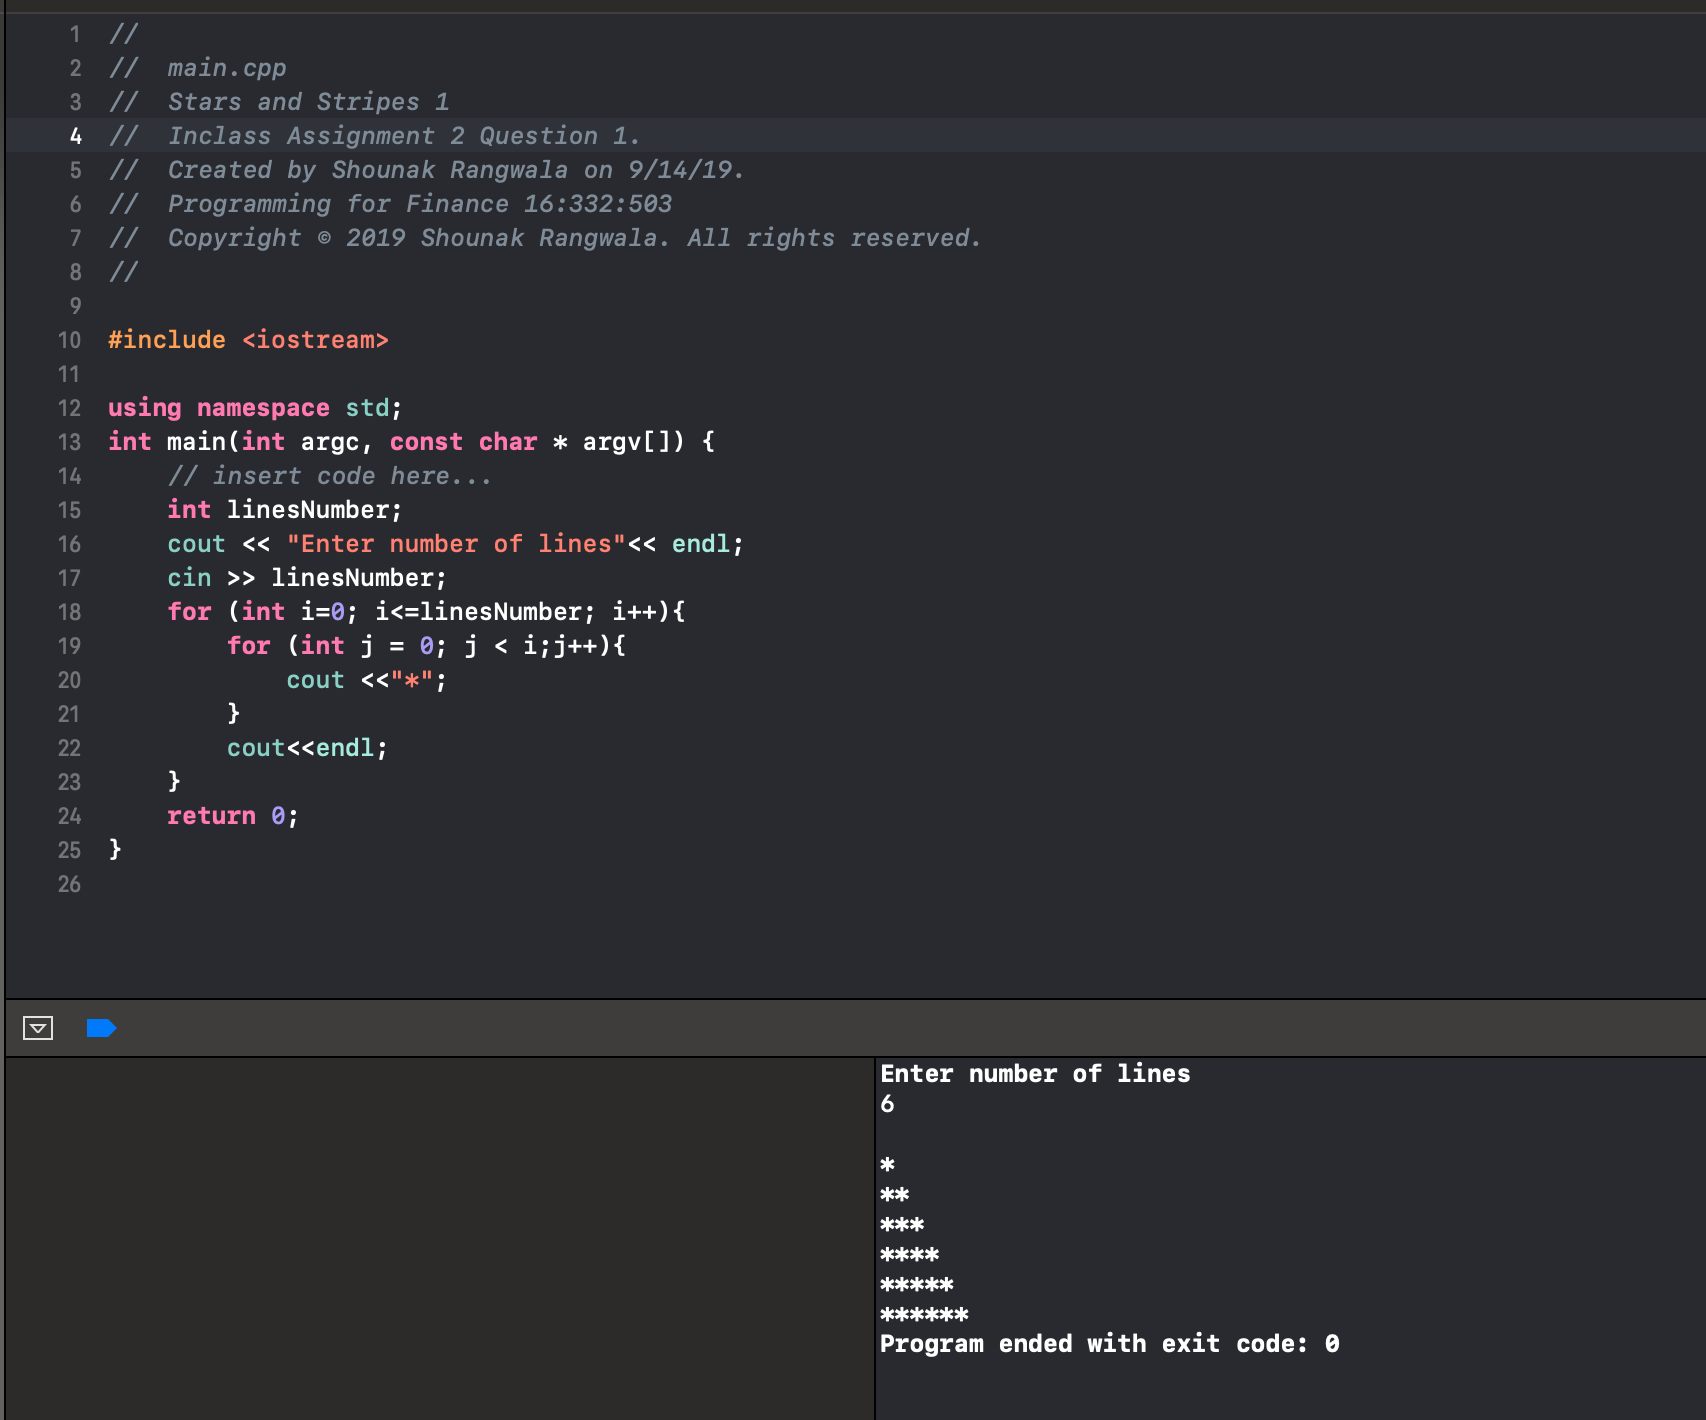 1 //
2 //  main.cpp
3 //  Stars and Stripes 1
4 //  Inclass Assignment 2 Question 1.
5 //  Created by Shounak Rangwala on 9/14/19.
6 //  Programming for Finance 16:332:503
7 //  Copyright © 2019 Shounak Rangwala. All rights reserved.
8 //
9
10 #include <iostream>
11
12 using namespace std;
13 int main(int argc, const char * argv[]) {
14     // insert code here...
15     int linesNumber;
16     cout << "Enter number of lines"<< endl;
17     cin >> linesNumber;
18     for (int i=0; i<=linesNumber; i++){
19         for (int j = 0; j < i;j++){
20             cout <<"*";
21         }
22         cout<<endl;
23     }
24     return 0;
25 }
26
Enter number of lines
6

*
**
***
****
*****
******
Program ended with exit code: 0